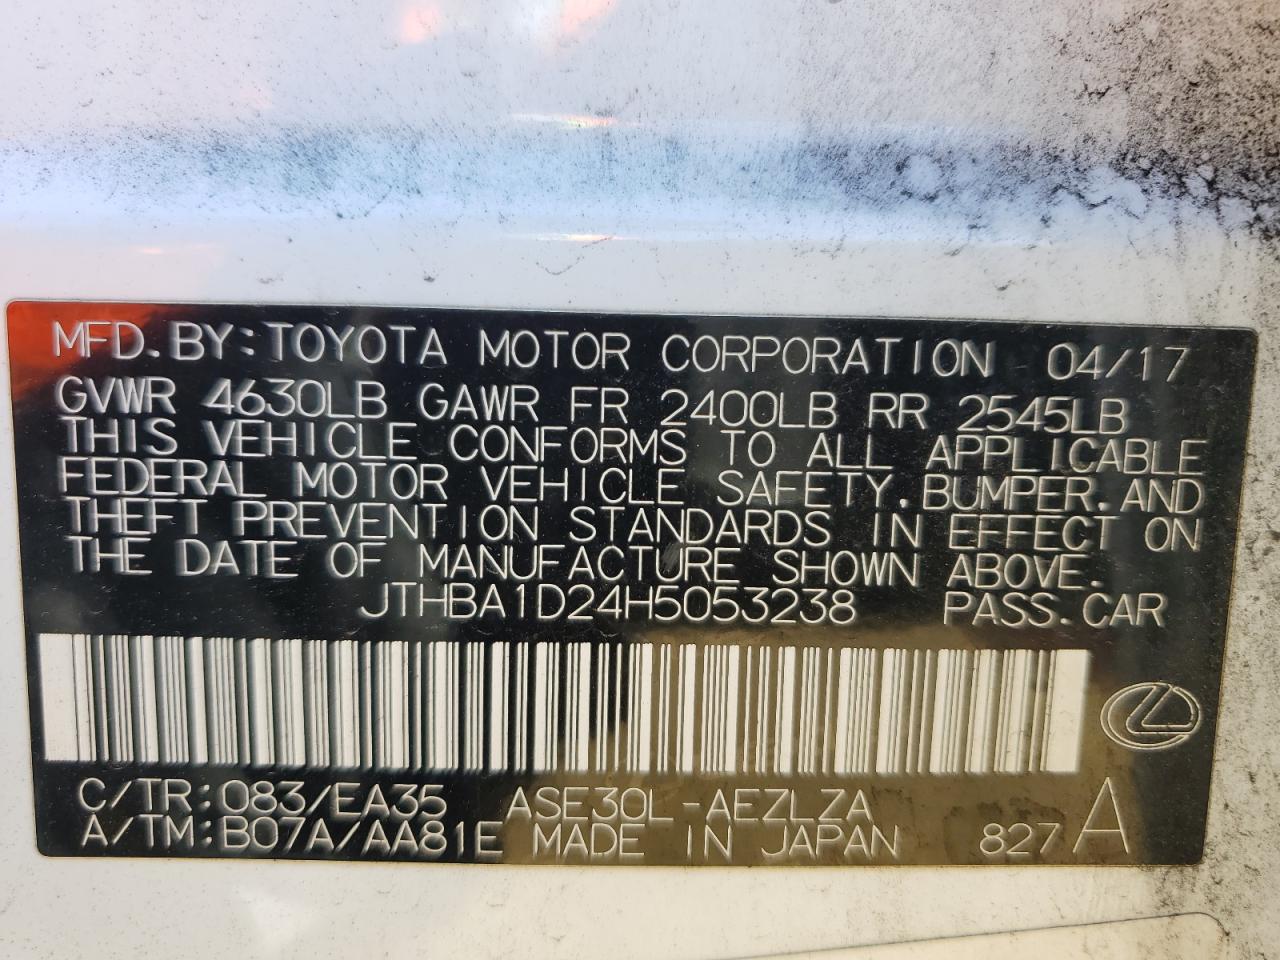 MFD. BY: TOYOTA MOTOR CORPORATION 04/17
GVWR 4630LB GAWR FR 2400LB RR 2545LB
THIS VEHICLE CONFORMS TO ALL APPLICABLE
FEDERAL MOTOR VEHICLE SAFETY, BUMPER, AND
THEFT PREVENTION STANDARDS IN EFFECT ON
THE DATE OF MANUFACTURE SHOWN ABOVE.
JTHBA1D24H5053238 PASS. CAR
C/TR: 083/EA35 ASE30L-AEZLZA
A/TM: B07A/AA81E MADE IN JAPAN 827 A